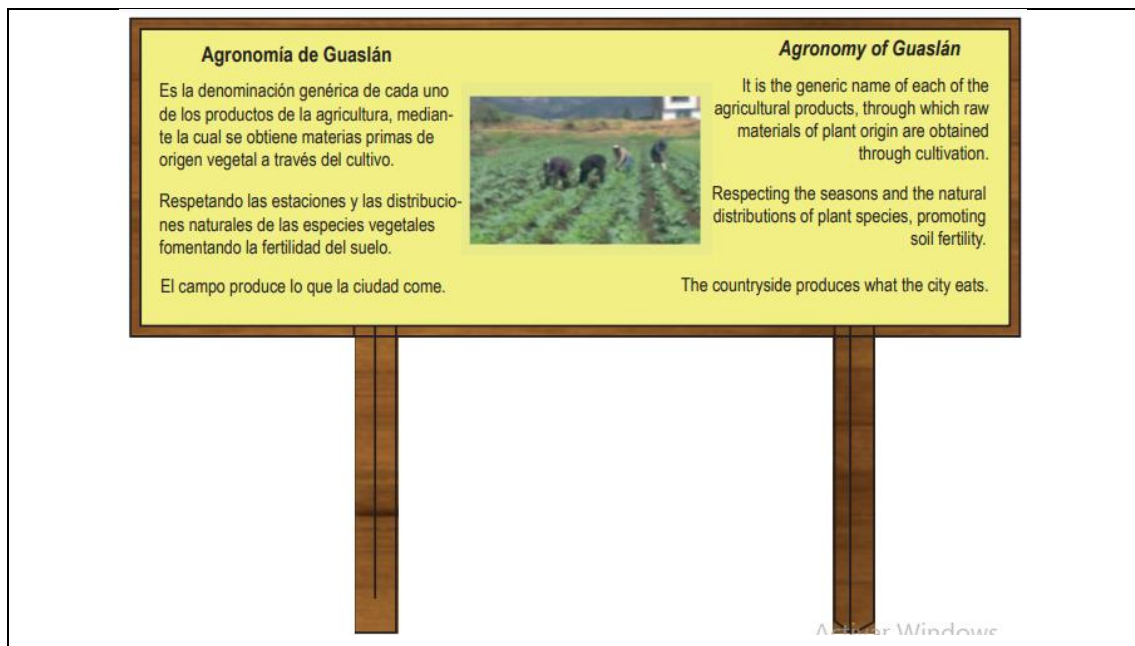 Agronomía de Guaslán
Es la denominación genérica de cada uno
de los productos de la agricultura, median-
te la cual se obtiene materias primas de
origen vegetal a través del cultivo.
Respetando las estaciones y las distribucio-
nes naturales de las especies vegetales
fomentando la fertilidad del suelo.
El campo produce lo que la ciudad come.
Agronomy of Guaslán
It is the generic name of each of the
agricultural products, through which raw
materials of plant origin are obtained
through cultivation.
Respecting the seasons and the natural
distributions of plant species, promoting
soil fertility.
The countryside produces what the city eats.
Activar Windows